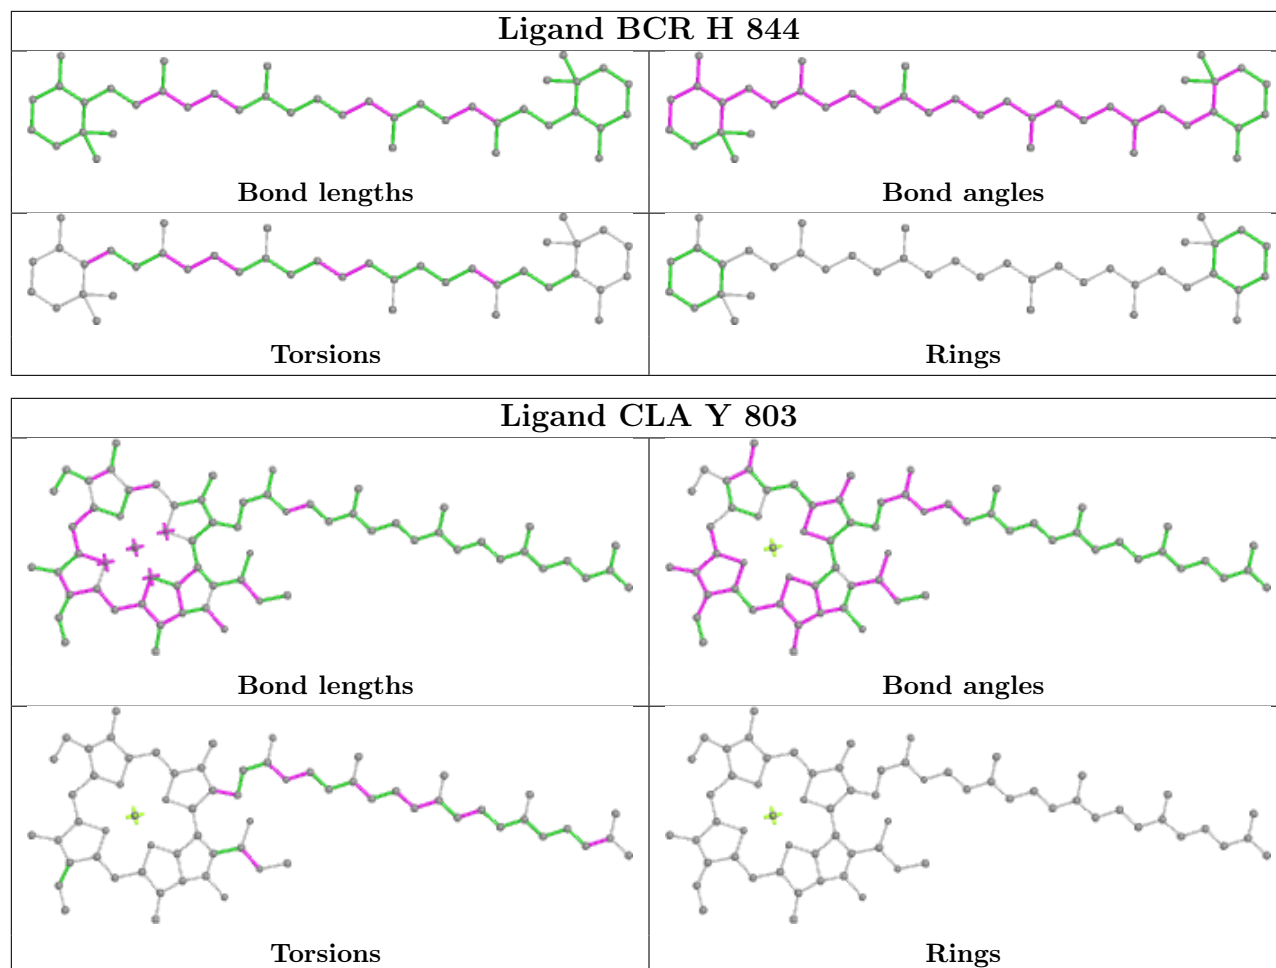 Ligand BCR H 844
Bond lengths
Bond angles
Torsions
Rings
Ligand CLA Y 803
Bond lengths
Bond angles
Torsions
Rings